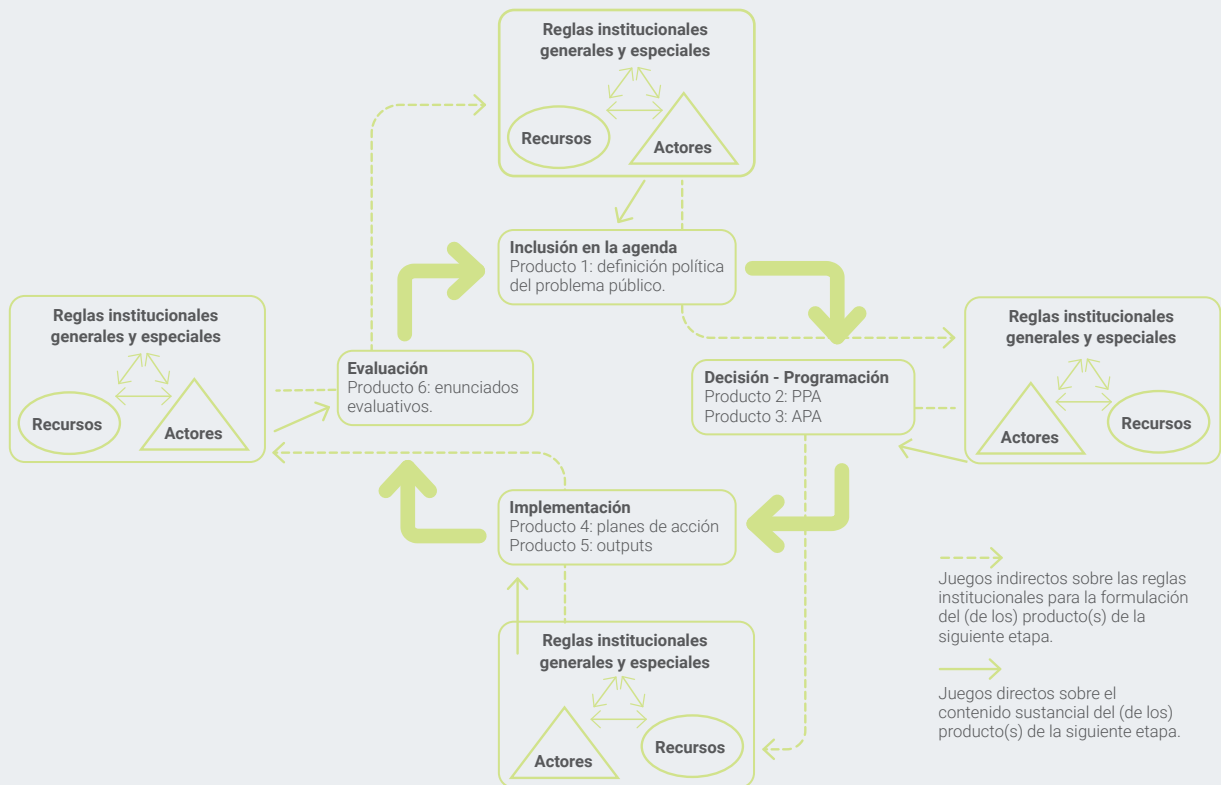 Reglas institucionales
generales y especiales
Recursos
Actores
Inclusión en la agenda
Producto 1: definición política
del problema público.
Reglas institucionales
generales y especiales
Recursos
Actores
Evaluación
Producto 6: enunciados
evaluativos.
Decisión - Programación
Producto 2: PPA
Producto 3: APA
Reglas institucionales
generales y especiales
Actores
Recursos
Implementación
Producto 4: planes de acción
Producto 5: outputs
Reglas institucionales
generales y especiales
Actores
Recursos
Juegos indirectos sobre las reglas
institucionales para la formulación
del (de los) producto(s) de la
siguiente etapa.
Juegos directos sobre el
contenido sustancial del (de los)
producto(s) de la siguiente etapa.